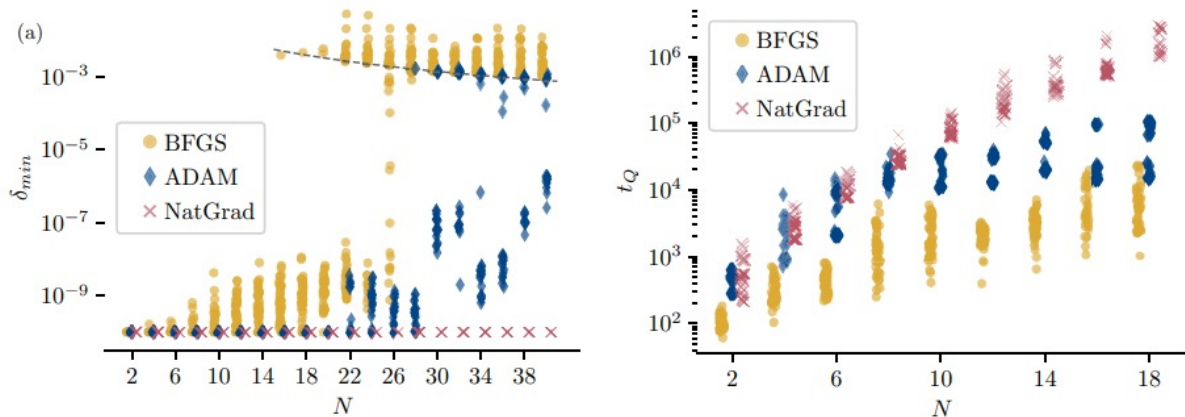 (a)
δ_min
10^−3
10^−5
10^−7
10^−9
BFGS
ADAM
NatGrad
2 6 10 14 18 22 26 30 34 38
N
t_Q
10^6
10^5
10^4
10^3
10^2
BFGS
ADAM
NatGrad
2 6 10 14 18
N